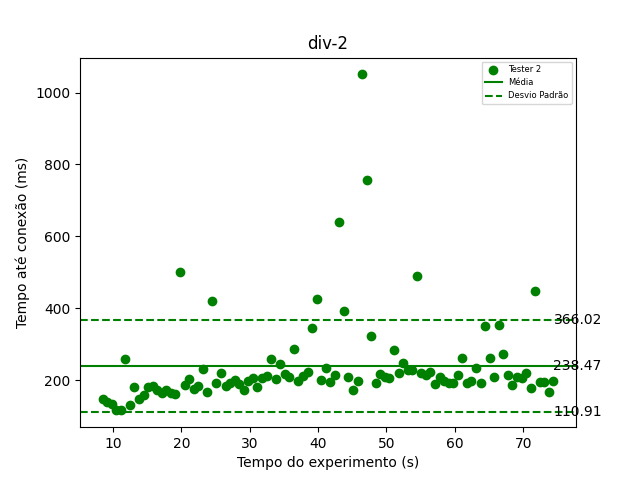 div-2
Tester 2
Média
Desvio Padrão
Tempo até conexão (ms)
1000
800
600
400
200
366.02
238.47
110.91
10 20 30 40 50 60 70
Tempo do experimento (s)